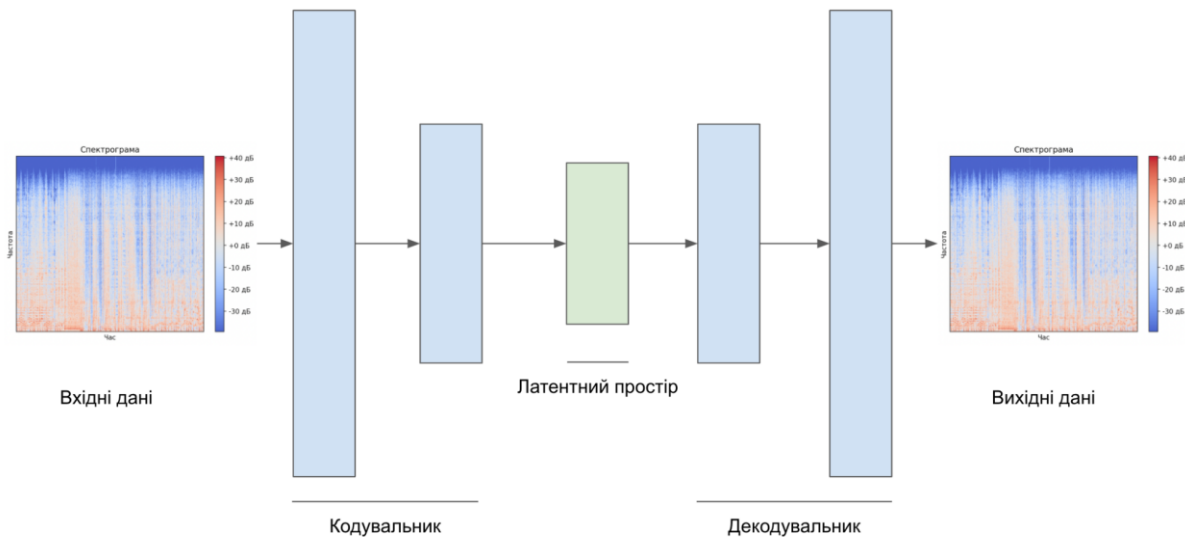 Спектрограма
+40 дБ
+30 дБ
+20 дБ
+10 дБ
+0 дБ
-10 дБ
-20 дБ
-30 дБ
Частота
Час
Вхідні дані
Кодувальник
Латентний простір
Декодувальник
Спектрограма
+40 дБ
+30 дБ
+20 дБ
+10 дБ
+0 дБ
-10 дБ
-20 дБ
-30 дБ
Частота
Час
Вихідні дані